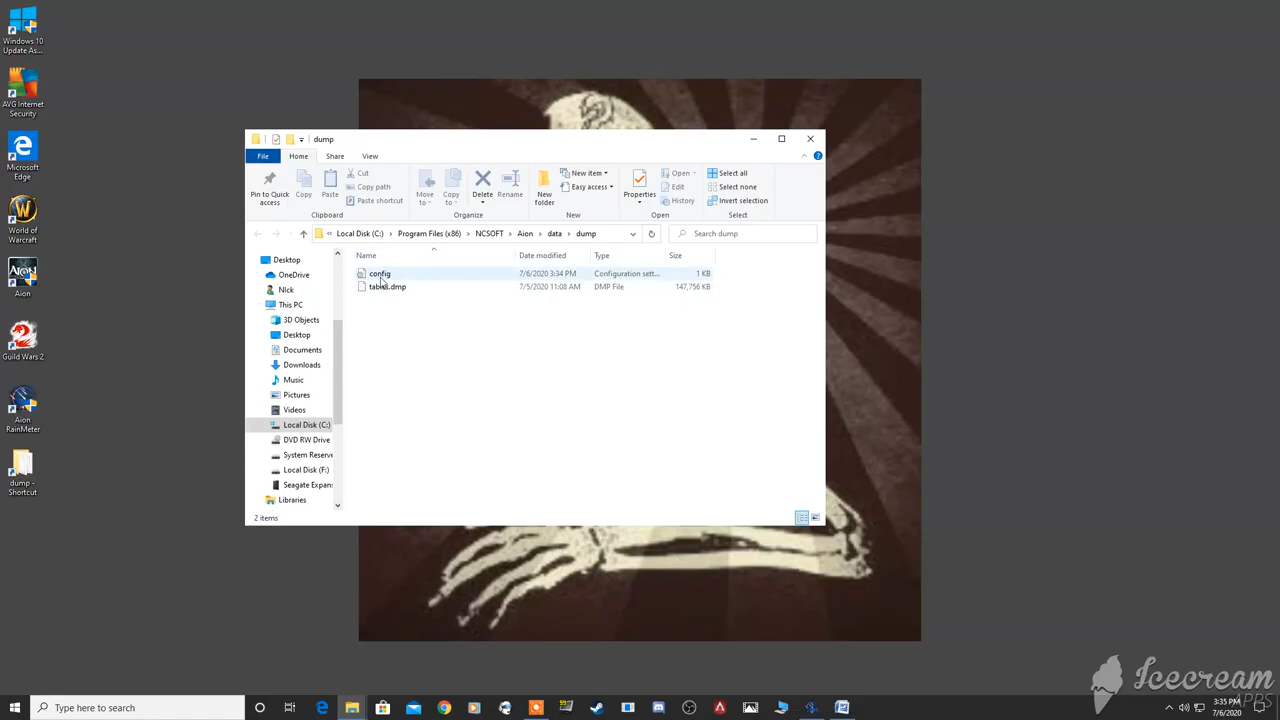 Windows 10
Update As...
AVG Internet
Security
Microsoft
Edge
World of
Warcraft
AION
Aion
Guild Wars 2
Aion
RainMeter
dump -
Shortcut
dump
File
Home
Share
View
Pin to Quick
access
Copy
Paste
Cut
Copy path
Paste shortcut
Clipboard
Move
to
Copy
to
Delete
Rename
Organize
New
folder
New item
Easy access
New
Properties
Open
Edit
History
Open
Select all
Select none
Invert selection
Select
« Local Disk (C:) > Program Files (x86) > NCSOFT > Aion > data > dump
Search dump
Name
Date modified
Type
Size
config
7/6/2020 3:34 PM
Configuration sett...
1 KB
7/5/2020 11:08 AM
DMP File
147,756 KB
Desktop
OneDrive
Nick
This PC
3D Objects
Desktop
Documents
Downloads
Music
Pictures
Videos
Local Disk (C:)
DVD RW Drive
System Reserve
Local Disk (F:)
Seagate Expans
Libraries
2 items
Type here to search
3:35 PM
7/6/2020
Icecream
APPS